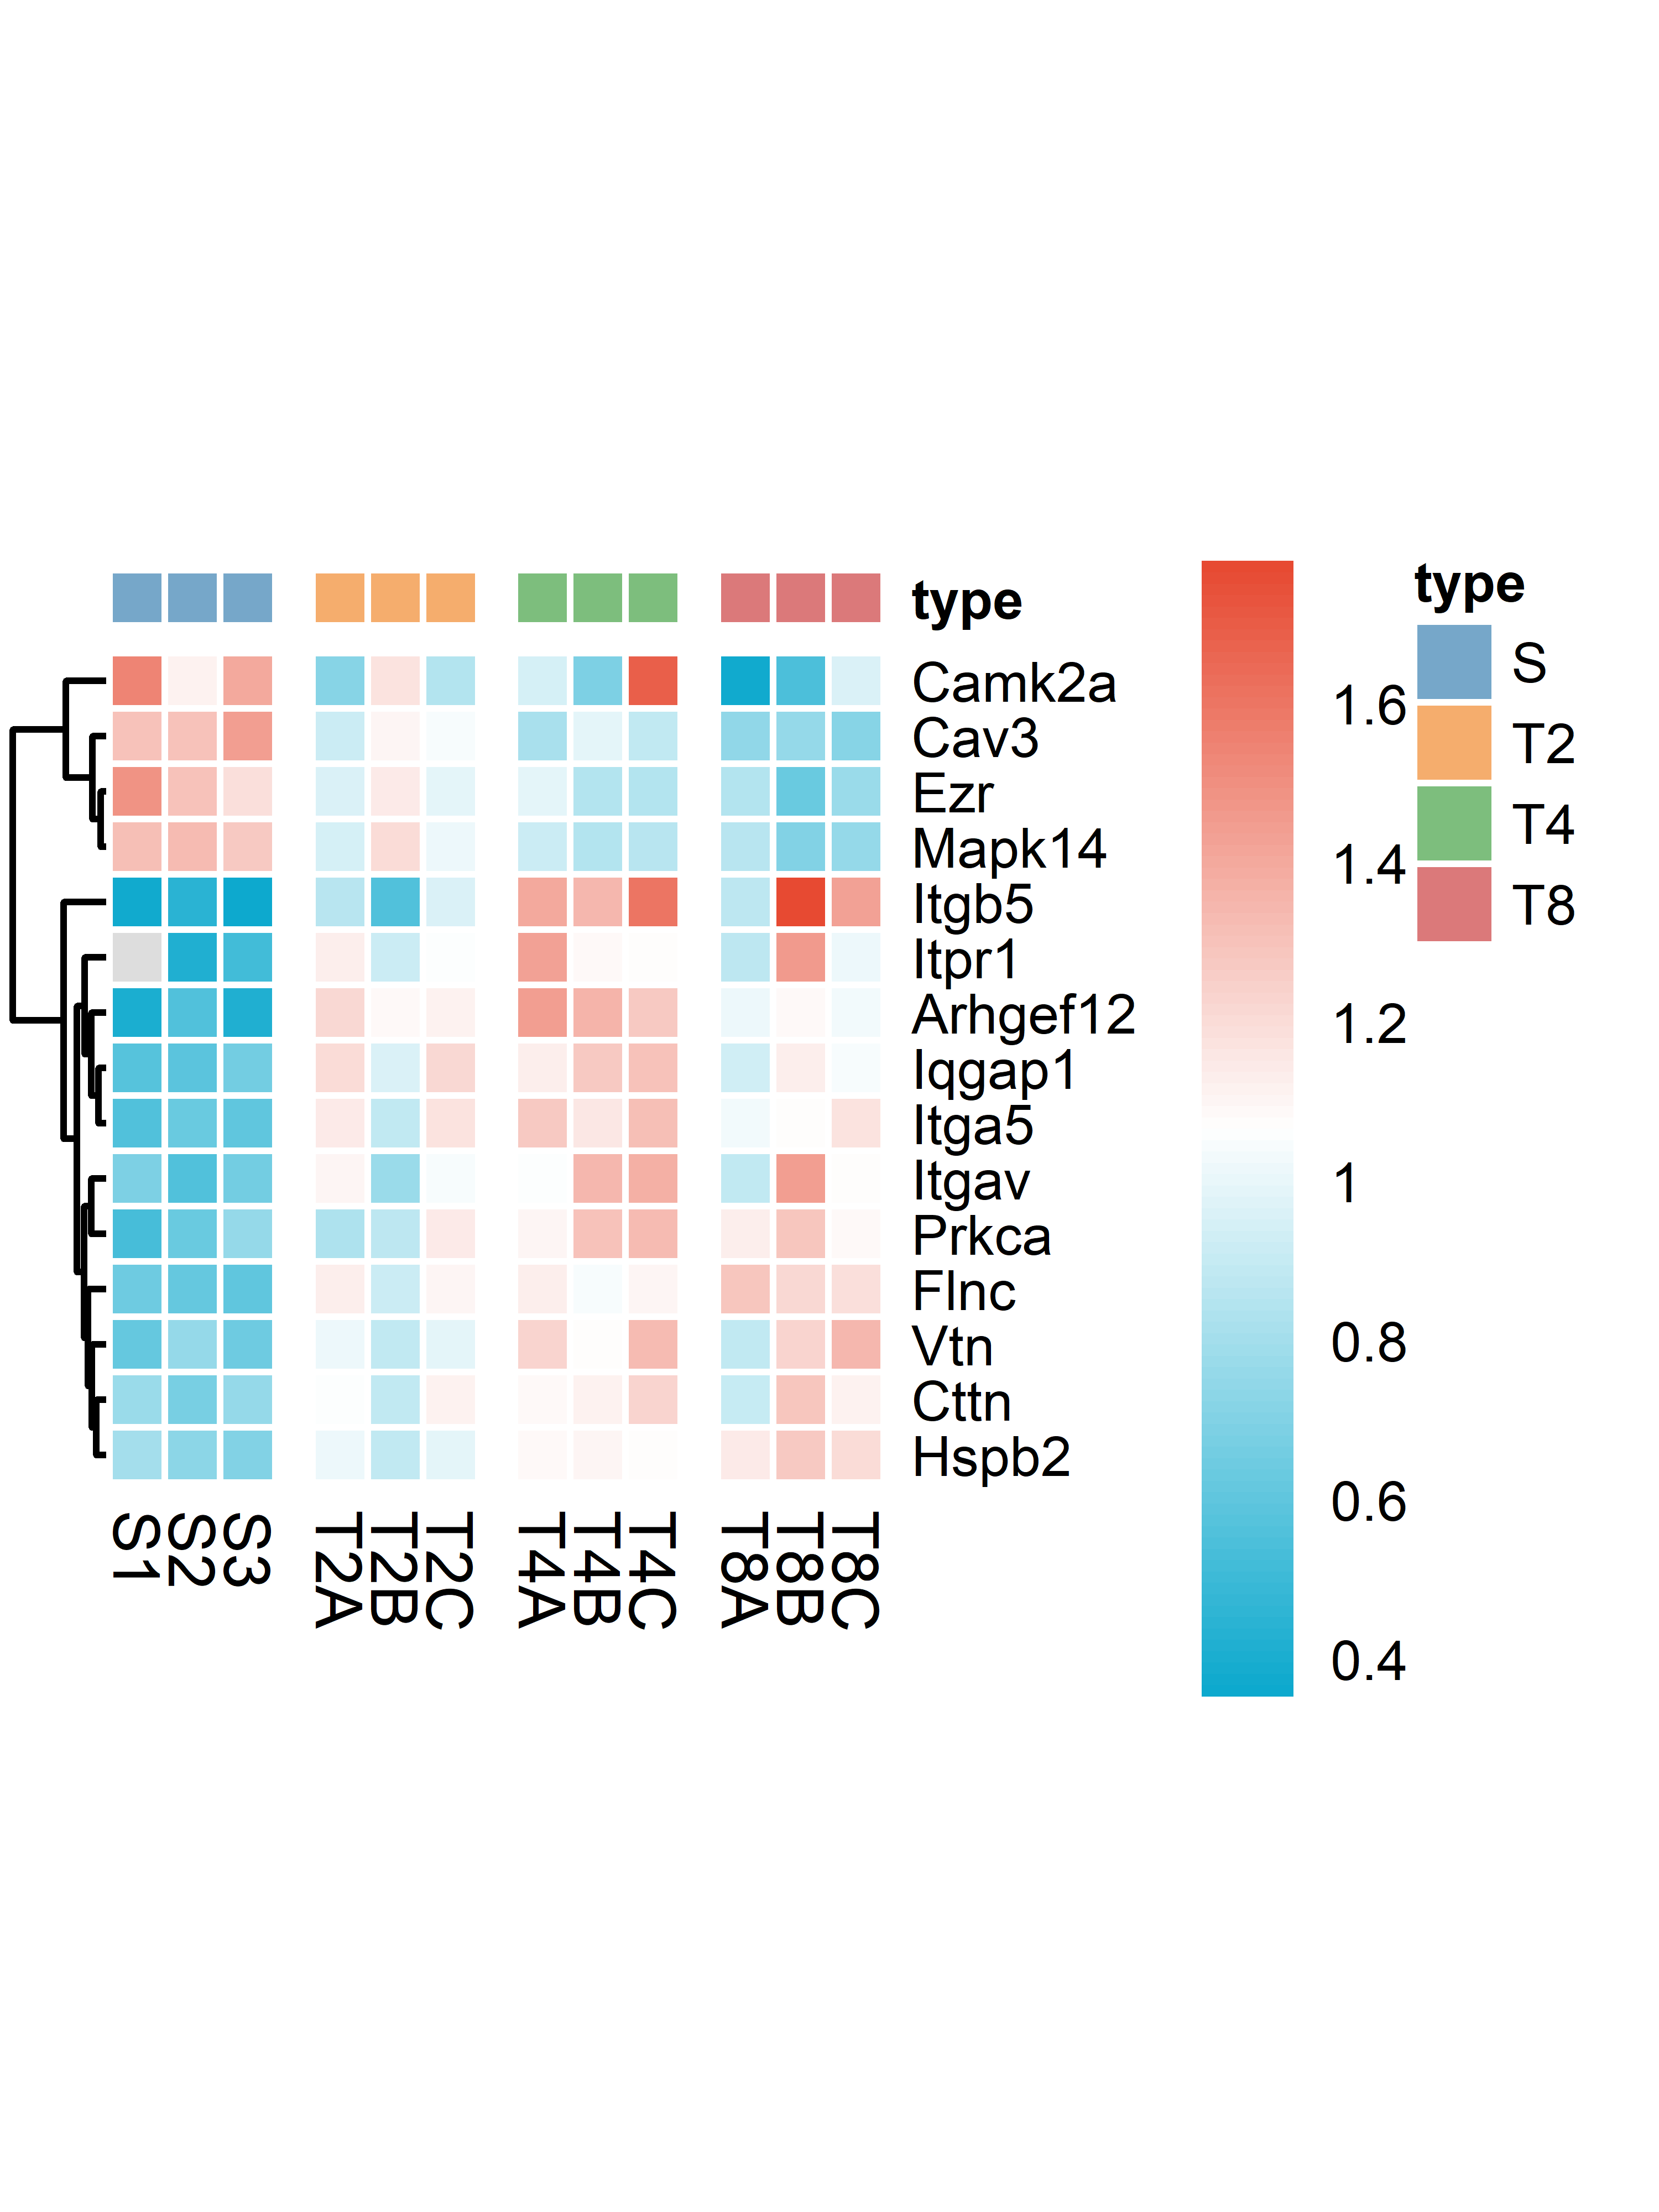 type
Camk2a
Cav3
Ezr
Mapk14
Itgb5
Itpr1
Arhgef12
Iqgap1
Itga5
Itgav
Prkca
Flnc
Vtn
Cttn
Hspb2
S1
S2
S3
T2A
T2B
T2C
T4A
T4B
T4C
T8A
T8B
T8C
1.6
1.4
1.2
1
0.8
0.6
0.4
type
S
T2
T4
T8